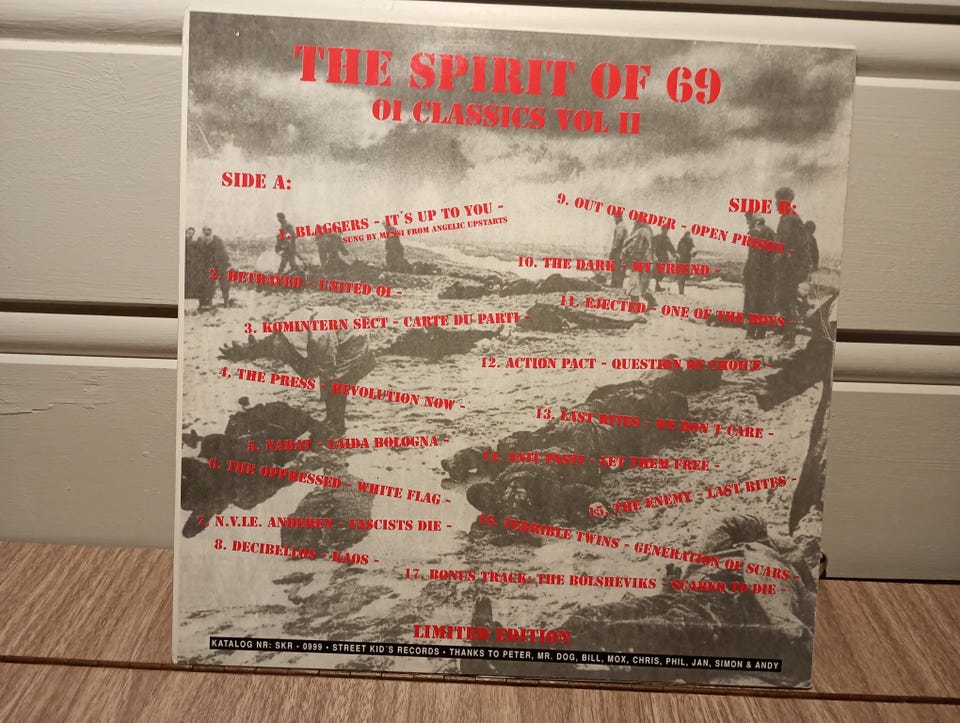 THE SPIRIT OF 69
OI CLASSICS VOL II
SIDE A:
1. BLAGGERS - IT´S UP TO YOU -
SUNG BY MENSI FROM ANGELIC UPSTARTS
2. BETRAYED - UNITED OI -
3. KOMINTERN SECT - CARTE DU PARTI -
4. THE PRESS - REVOLUTION NOW -
5. NABAT - LAIDA BOLOGNA -
6. THE OPPRESSED - WHITE FLAG -
7. N.V.LE. ANDEREN - FASCISTS DIE -
8. DECIBELIOS - KAOS -
SIDE B:
9. OUT OF ORDER - OPEN PRISON -
10. THE DARK - MY FRIEND -
11. EJECTED - ONE OF THE BOYS -
12. ACTION PACT - QUESTION OF CHOICE -
13. LAST RITES - WE DON´T CARE -
14. ANIT PASTI - LET THEM FREE -
15. THE ENEMY - LAST RITES -
16. TERRIBLE TWINS - GENERATION OF SCARS -
17. BONUS TRACK: THE BOLSHEVIKS - SCARED TO DIE -
LIMITED EDITION
KATALOG NR: SKR - 0999 • STREET KID´S RECORDS • THANKS TO PETER, MR. DOG, BILL, MOX, CHRIS, PHIL, JAN, SIMON & ANDY